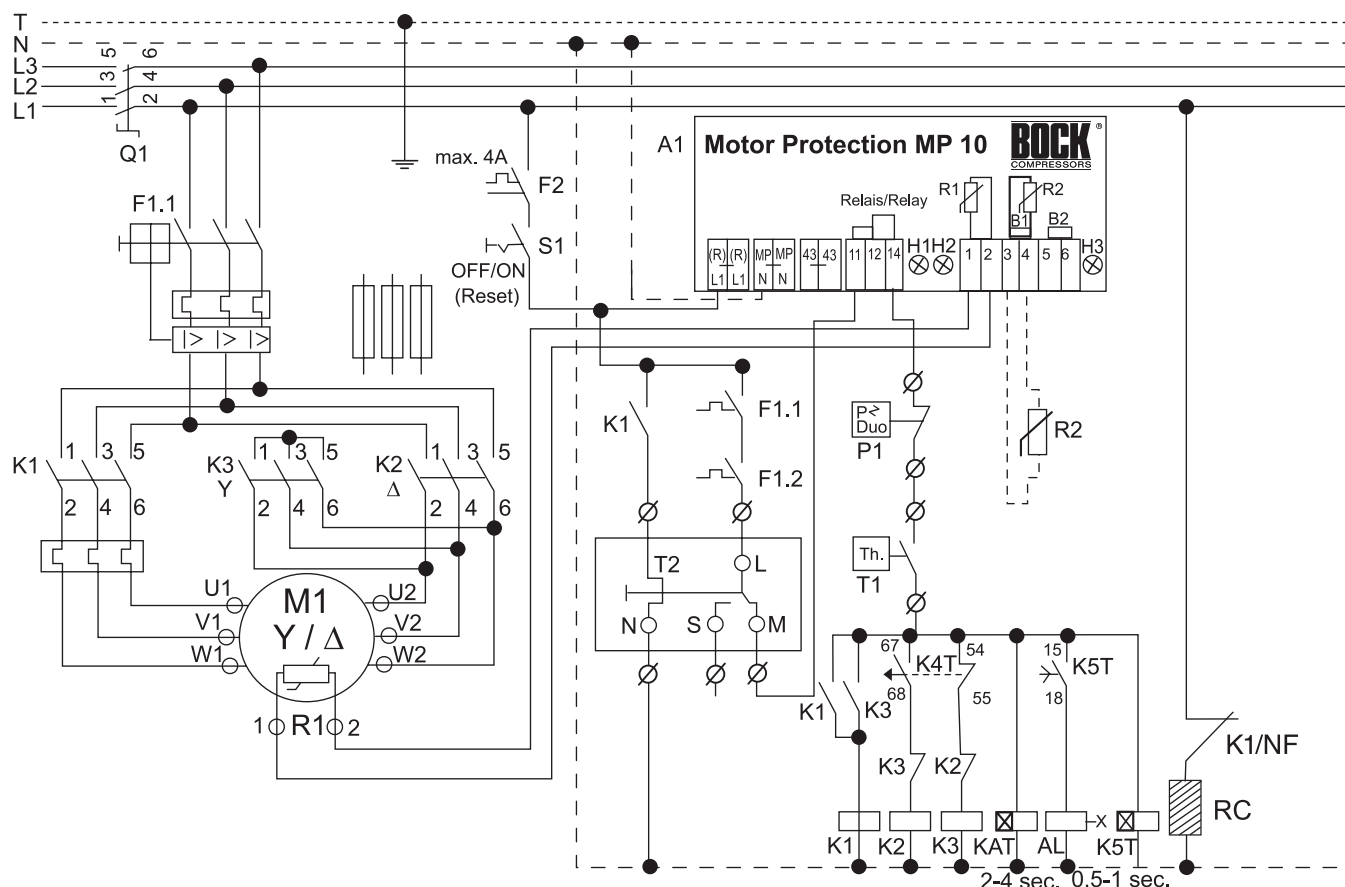 T
N
L3 5 6
L2 3 4
L1 1 2
Q1
max. 4A
F2
F1.1
S1
OFF/ON
(Reset)
A1 Motor Protection MP 10 BOCK ®
COMPRESSORS
R1 R2
Relais/Relay
B1 B2
H1 H2 H3
(R) (R) MP MP 43 43 11 12 14 1 2 3 4 5 6
L1 L1 N N
K1 1 3 5
2 4 6
K3 1 3 5
Y
2 4 6
K2 1 3 5
Δ
2 4 6
K1
F1.1
F1.2
P
Duo
P1
R2
T2 L
N S M
Th.
T1
U1 M1 U2
V1 Y / Δ V2
W1 W2
1 R1 2
67 54 15
K4T K5T
68 55 18
K1 K3
K3 K2
K1/NF
RC
K1 K2 K3 KAT AL X K5T
2-4 sec. 0.5-1 sec.